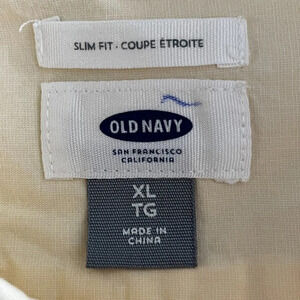 SLIM FIT · COUPE ÉTROITE
OLD NAVY
SAN FRANCISCO
CALIFORNIA
XL
TG
MADE IN
CHINA